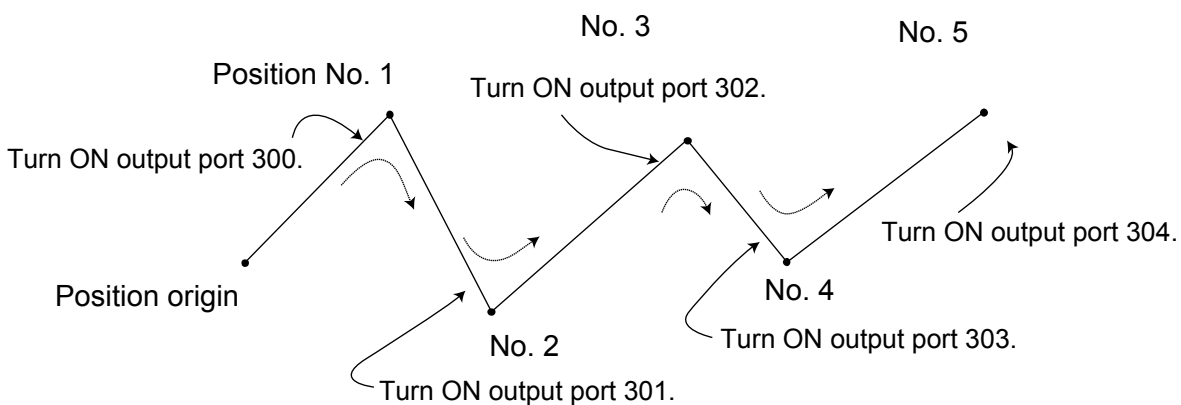 No. 3
No. 5
Position No. 1
Turn ON output port 302.
Turn ON output port 300.
Turn ON output port 304.
Position origin
No. 4
No. 2
Turn ON output port 303.
Turn ON output port 301.